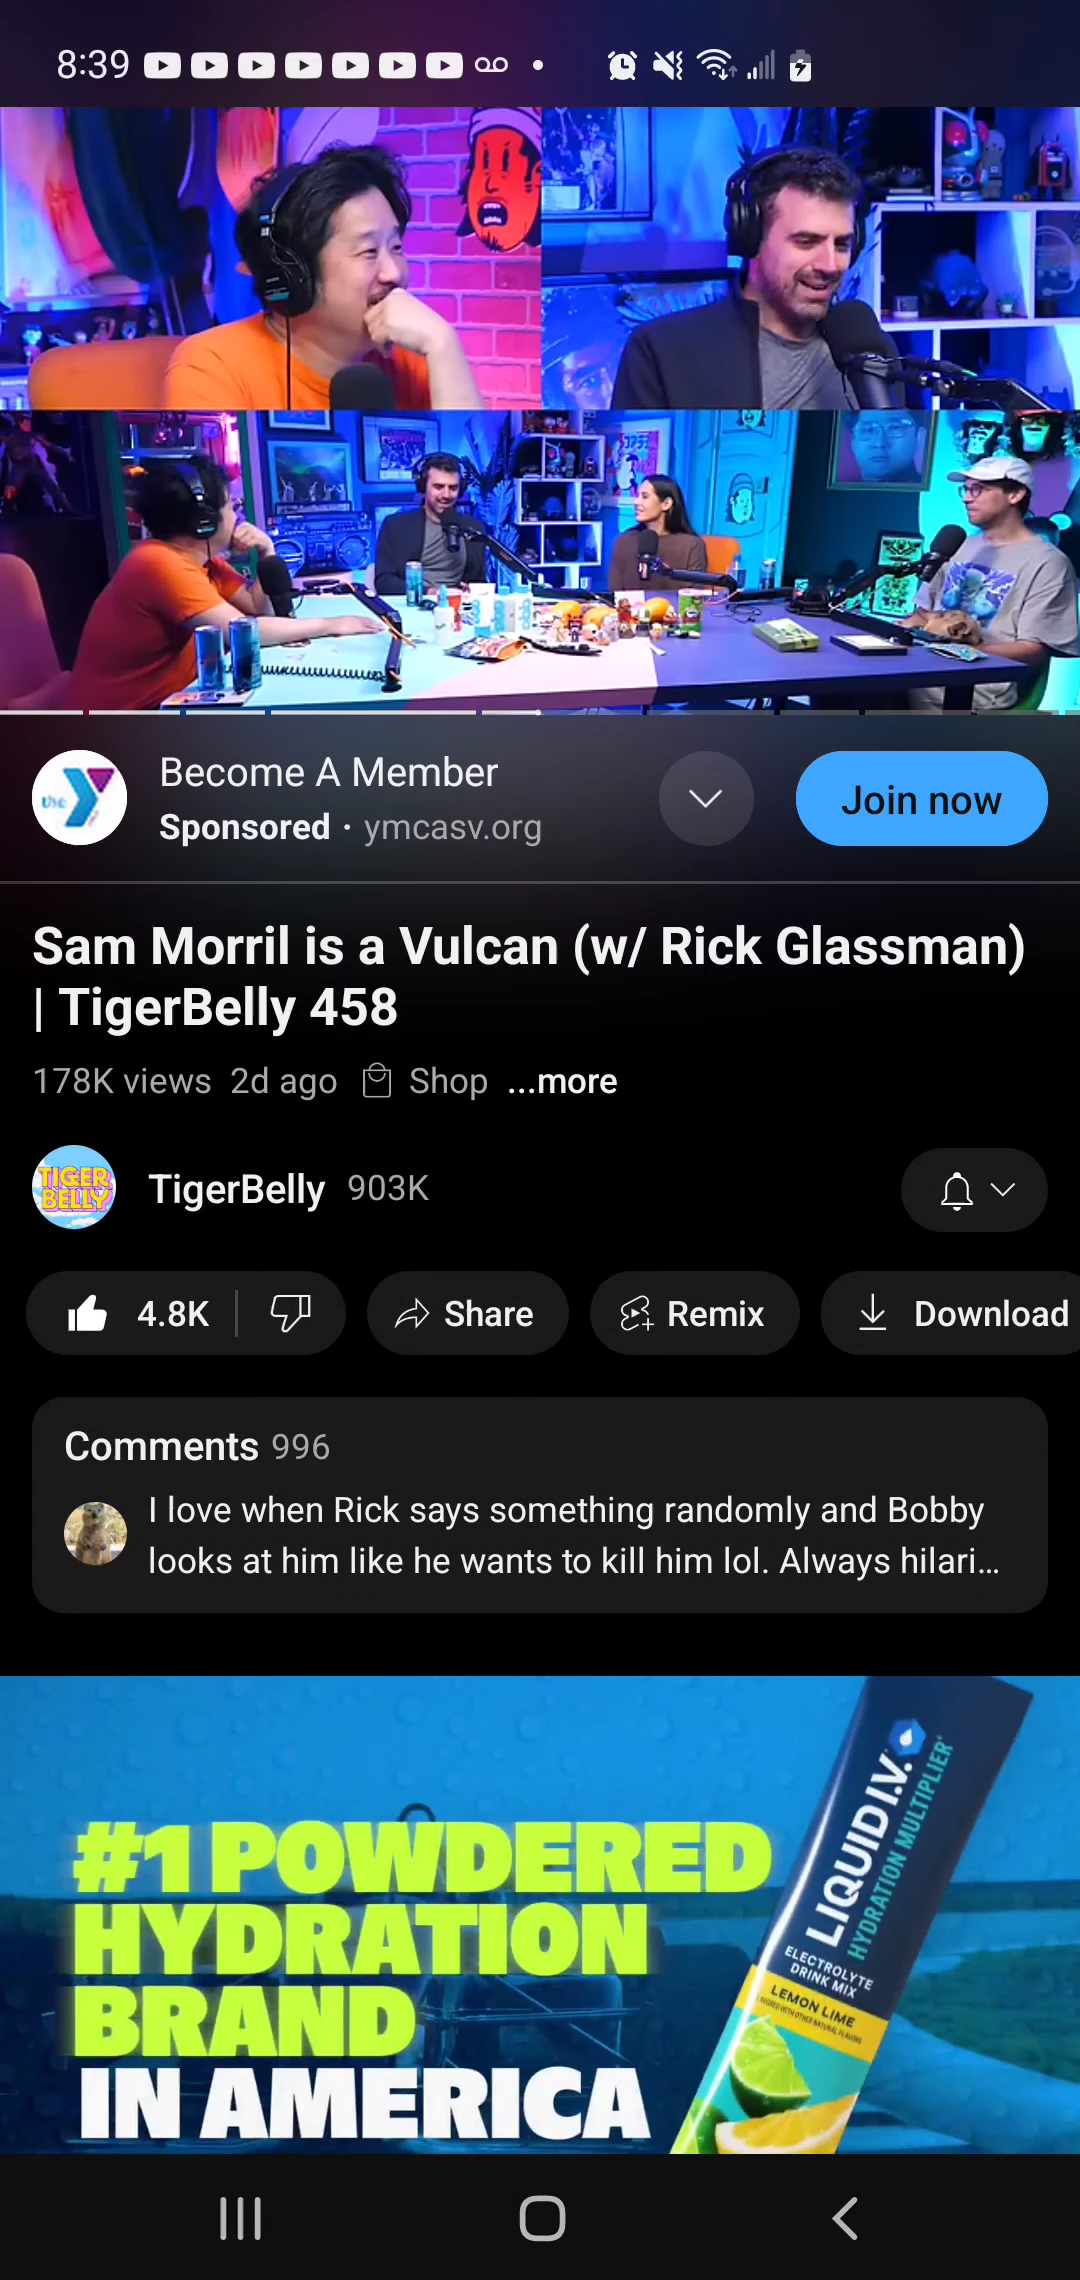 8:39
the Y
Become A Member
Sponsored · ymcasv.org
Join now
Sam Morril is a Vulcan (w/ Rick Glassman)
| TigerBelly 458
178K views 2d ago Shop ...more
TIGER
BELLY
TigerBelly 903K
4.8K Share Remix Download
Comments 996
I love when Rick says something randomly and Bobby
looks at him like he wants to kill him lol. Always hilari...
#1 POWDERED
HYDRATION
BRAND
IN AMERICA
LIQUID I.V.
HYDRATION MULTIPLIER
ELECTROLYTE
DRINK MIX
LEMON LIME